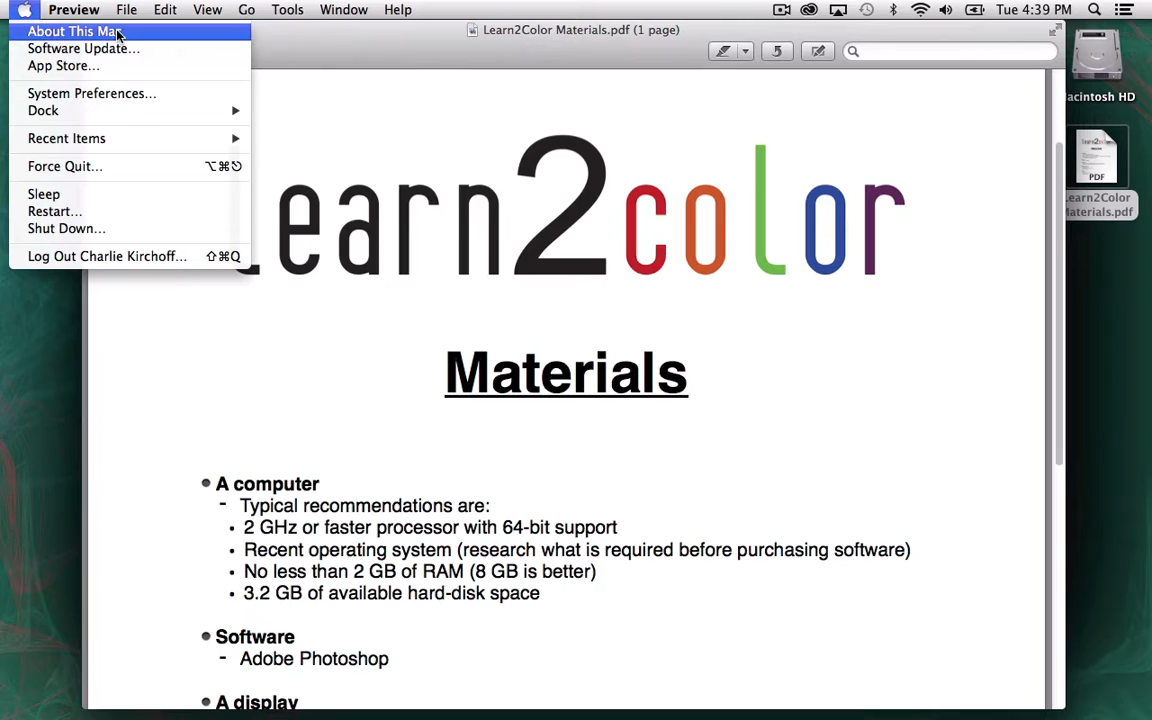 Preview File Edit View Go Tools Window Help Tue 4:39 PM
About This Mac
Software Update...
App Store...
System Preferences...
Dock
Recent Items
Force Quit... ⌥⌘⎋
Sleep
Restart...
Shut Down...
Log Out Charlie Kirchoff... ⇧⌘Q
Learn2Color Materials.pdf (1 page)
5
Learn2color
Materials
A computer
- Typical recommendations are:
• 2 GHz or faster processor with 64-bit support
• Recent operating system (research what is required before purchasing software)
• No less than 2 GB of RAM (8 GB is better)
• 3.2 GB of available hard-disk space
Software
- Adobe Photoshop
A display
acintosh HD
PDF
Learn2Color
Materials.pdf